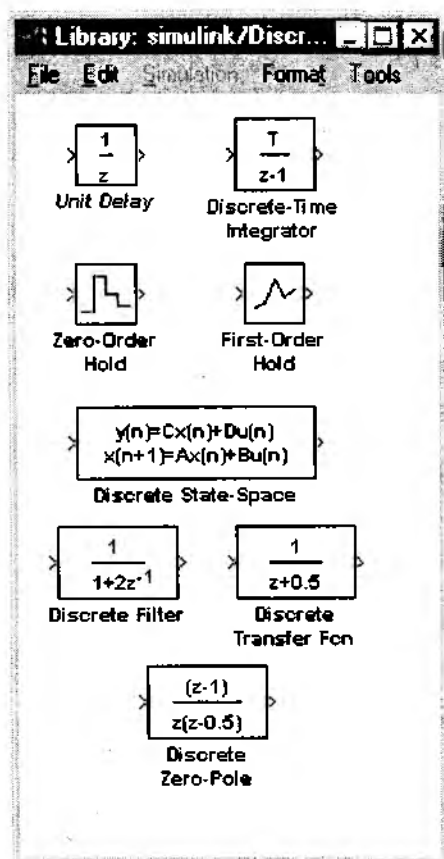 Library: simulink/Discr...
File Edit Simulation Format Tools
1
z
Unit Delay
T
z-1
Discrete-Time
Integrator
Zero-Order
Hold
First-Order
Hold
y(n)=Cx(n)+Du(n)
x(n+1)=Ax(n)+Bu(n)
Discrete State-Space
1
1+2z-1
Discrete Filter
1
z+0.5
Discrete
Transfer Fcn
(z-1)
z(z-0.5)
Discrete
Zero-Pole